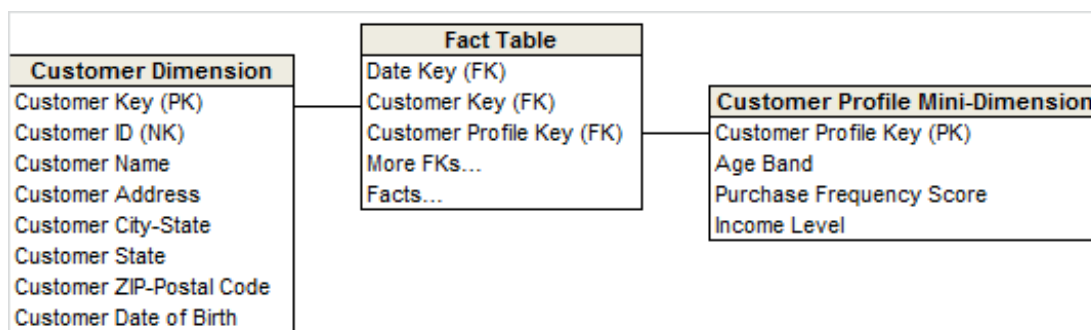 Customer Dimension
Customer Key (PK)
Customer ID (NK)
Customer Name
Customer Address
Customer City-State
Customer State
Customer ZIP-Postal Code
Customer Date of Birth
Fact Table
Date Key (FK)
Customer Key (FK)
Customer Profile Key (FK)
More FKs...
Facts...
Customer Profile Mini-Dimension
Customer Profile Key (PK)
Age Band
Purchase Frequency Score
Income Level